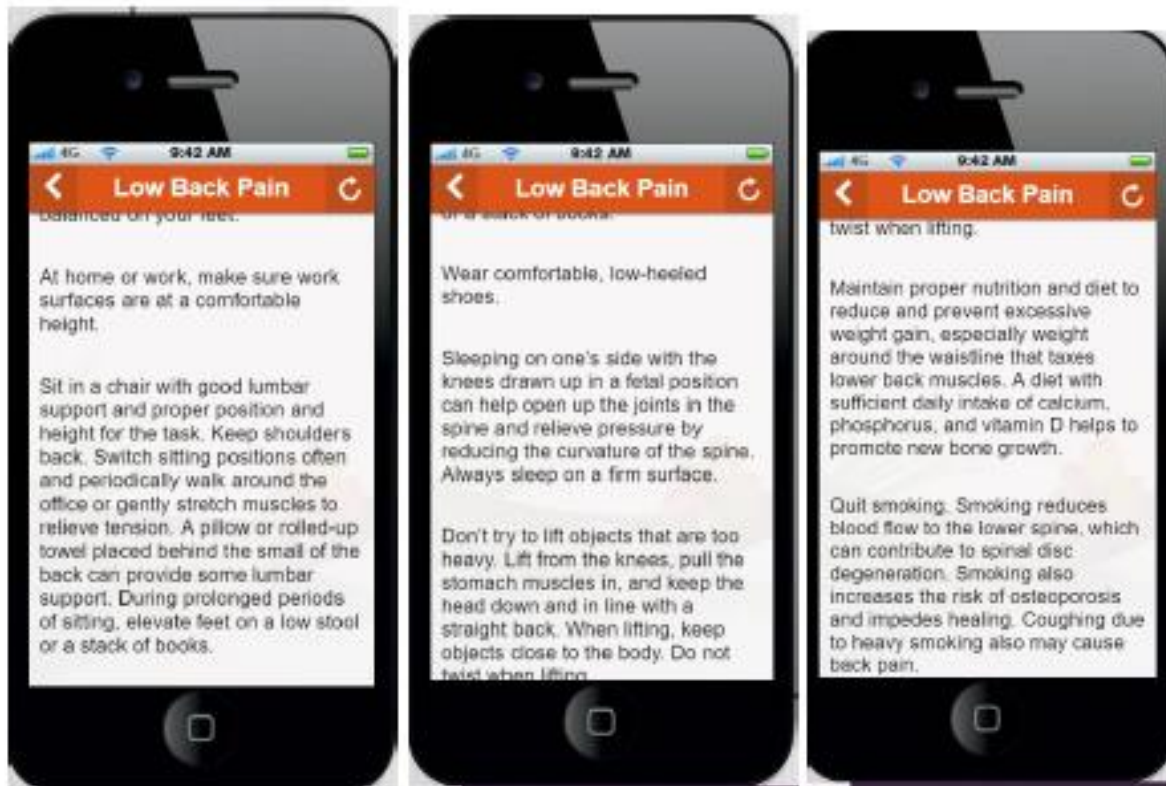 4G 9:42 AM
Low Back Pain
balanced on your feet.
At home or work, make sure work
surfaces are at a comfortable
height.
Sit in a chair with good lumbar
support and proper position and
height for the task. Keep shoulders
back. Switch sitting positions often
and periodically walk around the
office or gently stretch muscles to
relieve tension. A pillow or rolled-up
towel placed behind the small of the
back can provide some lumbar
support. During prolonged periods
of sitting, elevate feet on a low stool
or a stack of books.
4G 9:42 AM
Low Back Pain
or a stack of books.
Wear comfortable, low-heeled
shoes.
Sleeping on one's side with the
knees drawn up in a fetal position
can help open up the joints in the
spine and relieve pressure by
reducing the curvature of the spine.
Always sleep on a firm surface.
Don't try to lift objects that are too
heavy. Lift from the knees, pull the
stomach muscles in, and keep the
head down and in line with a
straight back. When lifting, keep
objects close to the body. Do not
twist when lifting.
4G 9:42 AM
Low Back Pain
twist when lifting.
Maintain proper nutrition and diet to
reduce and prevent excessive
weight gain, especially weight
around the waistline that taxes
lower back muscles. A diet with
sufficient daily intake of calcium,
phosphorus, and vitamin D helps to
promote new bone growth.
Quit smoking. Smoking reduces
blood flow to the lower spine, which
can contribute to spinal disc
degeneration. Smoking also
increases the risk of osteoporosis
and impedes healing. Coughing due
to heavy smoking also may cause
back pain.